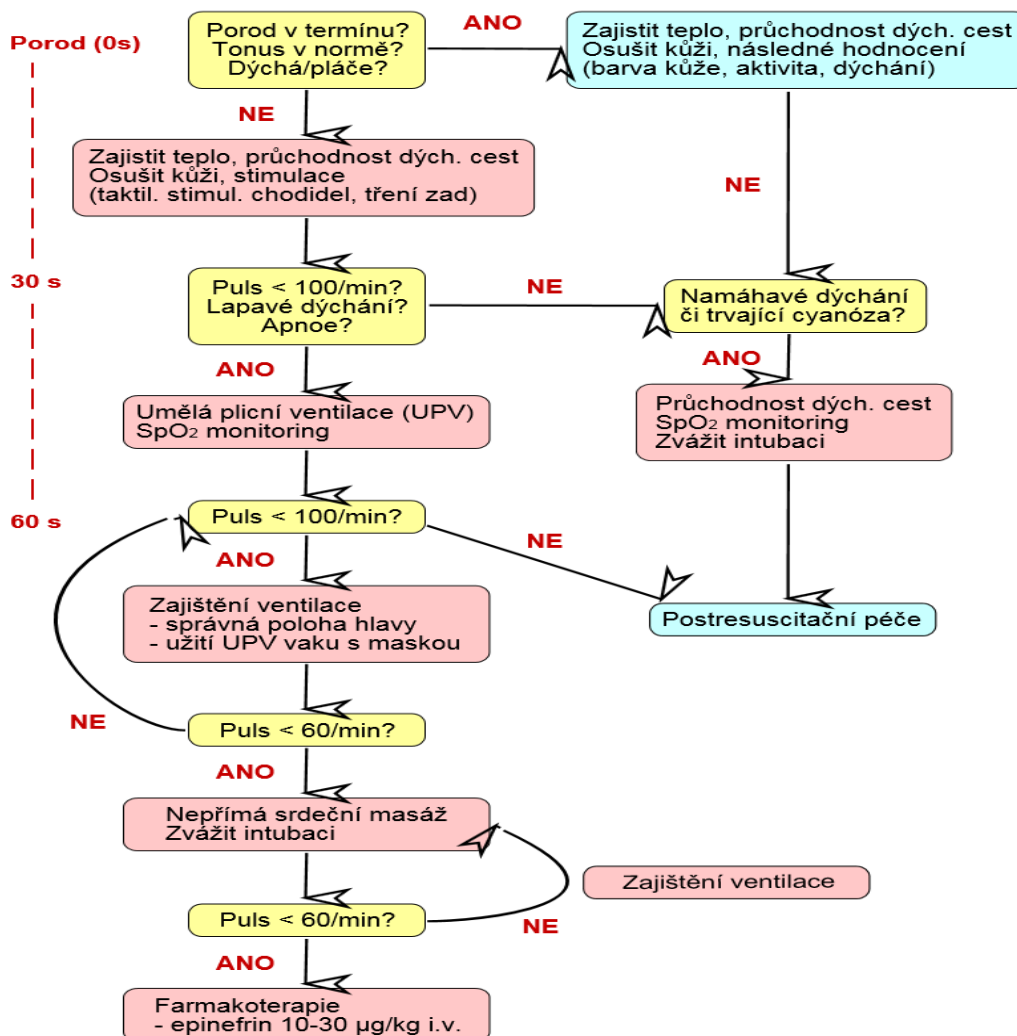 Porod (0s)
Porod v termínu?
Tonus v normě?
Dýchá/pláče?
ANO
Zajistit teplo, průchodnost dých. cest
Osušit kůži, následné hodnocení
(barva kůže, aktivita, dýchání)
NE
Zajistit teplo, průchodnost dých. cest
Osušit kůži, stimulace
(taktil. stimul. chodidel, tření zad)
NE
30 s
Puls < 100/min?
Lapavé dýchání?
Apnoe?
NE
Namáhavé dýchání
či trvající cyanóza?
ANO
ANO
Umělá plicní ventilace (UPV)
SpO₂ monitoring
Průchodnost dých. cest
SpO₂ monitoring
Zvážit intubaci
60 s
Puls < 100/min?
NE
ANO
Zajištění ventilace
- správná poloha hlavy
- užití UPV vaku s maskou
Postresuscitační péče
NE
Puls < 60/min?
ANO
Nepřímá srdeční masáž
Zvážit intubaci
Zajištění ventilace
Puls < 60/min?
NE
ANO
Farmakoterapie
- epinefrin 10-30 µg/kg i.v.